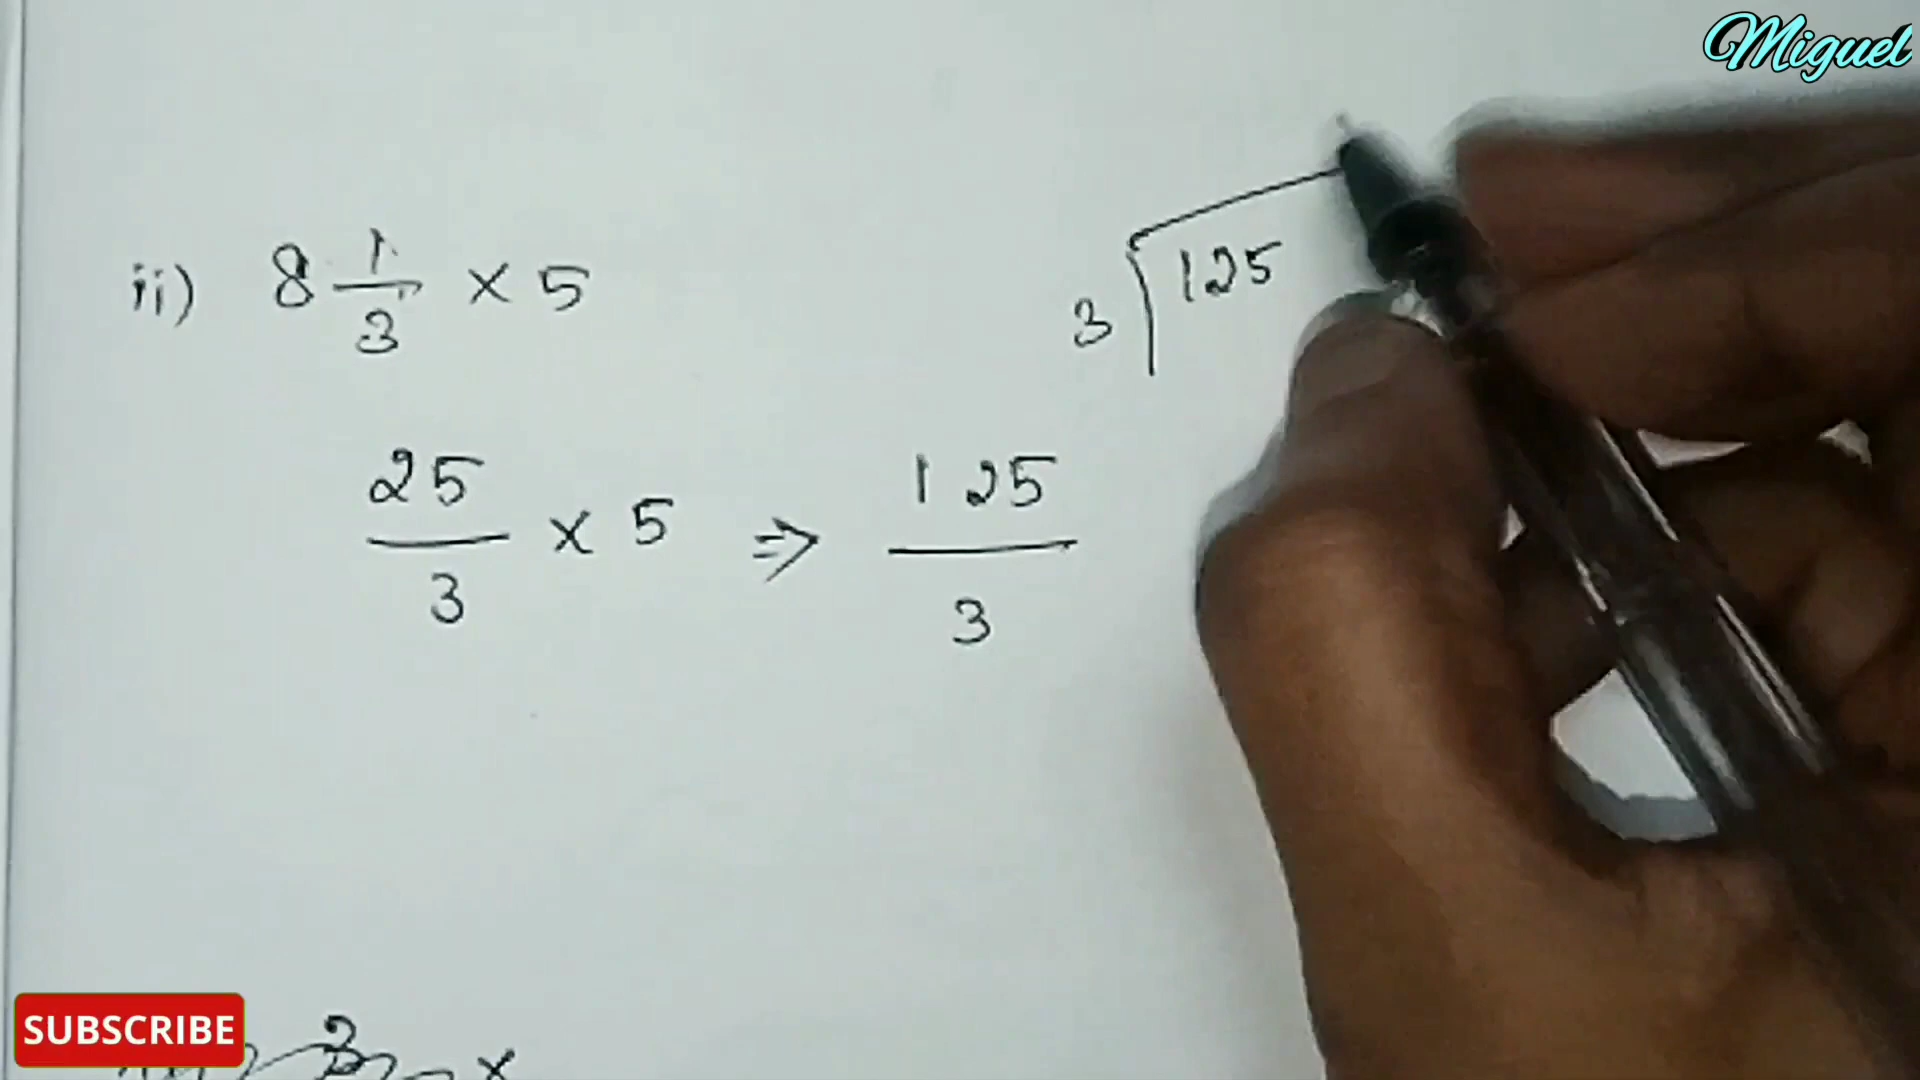 Miguel
ii) 8 1/3 × 5
3 125
25/3 × 5 ⇒ 125/3
SUBSCRIBE